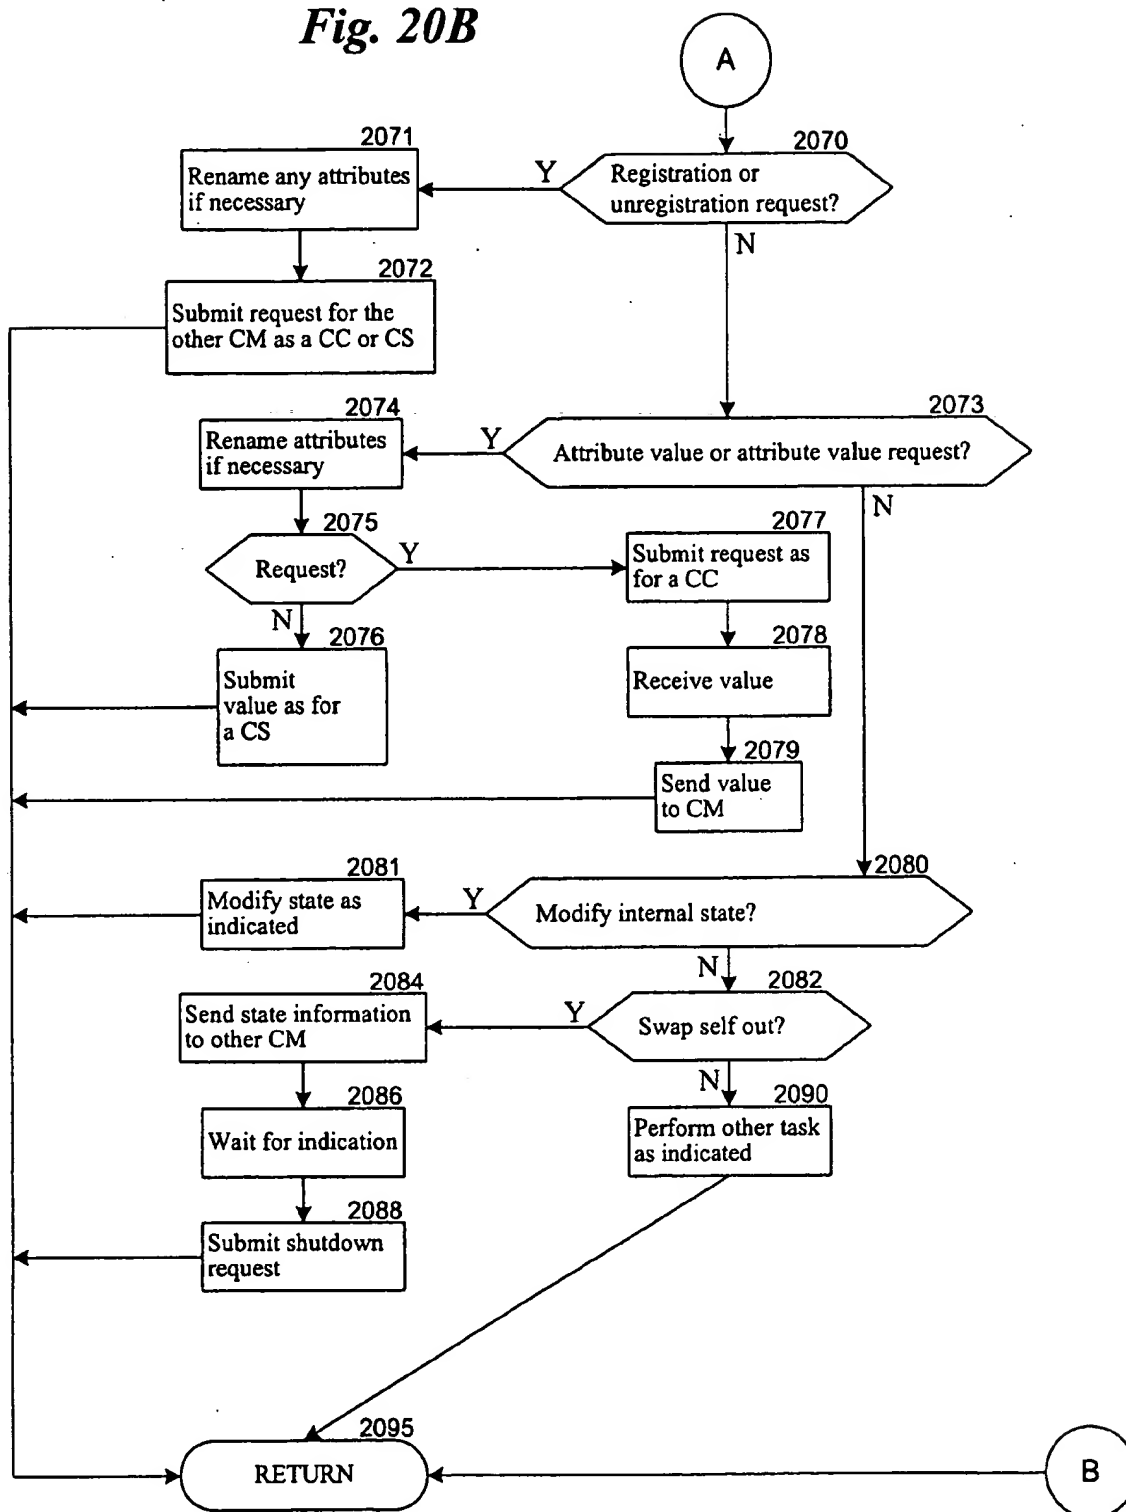 Fig. 20B
A
2071
2070
Rename any attributes
if necessary
Y
Registration or
unregistration request?
N
2072
Submit request for the
other CM as a CC or CS
2074
2073
Rename attributes
if necessary
Y
Attribute value or attribute value request?
N
2075
Request?
Y
2077
Submit request as
for a CC
N
2076
Submit
value as for
a CS
2078
Receive value
2079
Send value
to CM
2081
2080
Modify state as
indicated
Y
Modify internal state?
N
2084
2082
Send state information
to other CM
Y
Swap self out?
N
2086
Wait for indication
2090
Perform other task
as indicated
2088
Submit shutdown
request
2095
RETURN
B